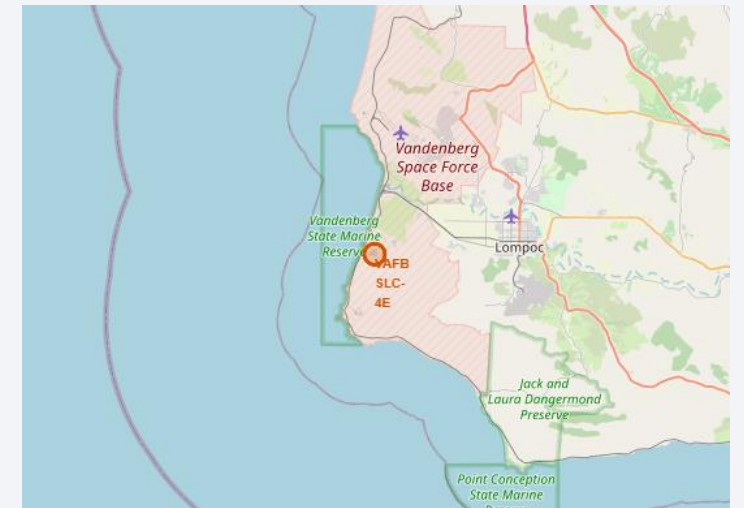 Vandenberg
Space Force
Base
Vandenberg
State Marine
Reserve
Lompoc
VAFB
SLC-
4E
Jack and
Laura Dangermond
Preserve
Point Conception
State Marine